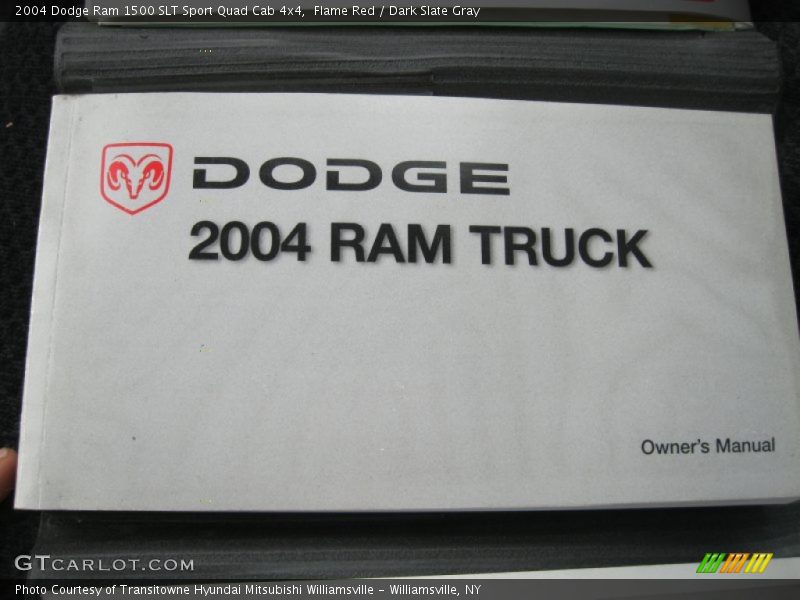 2004 Dodge Ram 1500 SLT Sport Quad Cab 4x4,  Flame Red / Dark Slate Gray
DODGE
2004 RAM TRUCK
Owner's Manual
GTCARLOT.COM
Photo Courtesy of Transitowne Hyundai Mitsubishi Williamsville - Williamsville, NY